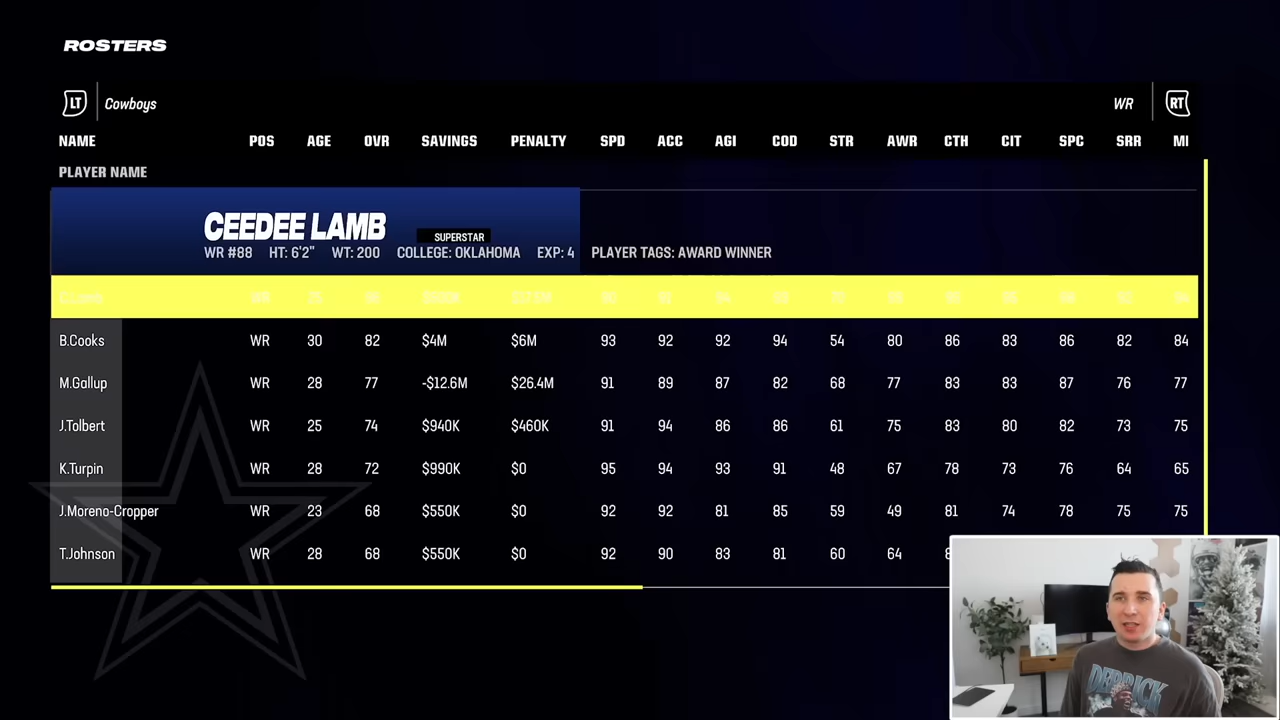 ROSTERS
LT Cowboys WR RT
NAME POS AGE OVR SAVINGS PENALTY SPD ACC AGI COD STR AWR CTH CIT SPC SRR MI
PLAYER NAME
CEEDEE LAMB SUPERSTAR
WR #88 HT: 6'2" WT: 200 COLLEGE: OKLAHOMA EXP: 4 PLAYER TAGS: AWARD WINNER
B.Cooks WR 30 82 $4M $6M 93 92 92 94 54 80 86 83 86 82 84
M.Gallup WR 28 77 -$12.6M $26.4M 91 89 87 82 68 77 83 83 87 76 77
J.Tolbert WR 25 74 $940K $460K 91 94 86 86 61 75 83 80 82 73 75
K.Turpin WR 28 72 $990K $0 95 94 93 91 48 67 78 73 76 64 65
J.Moreno-Cropper WR 23 68 $550K $0 92 92 81 85 59 49 81 74 78 75 75
T.Johnson WR 28 68 $550K $0 92 90 83 81 60 64
DERRICK